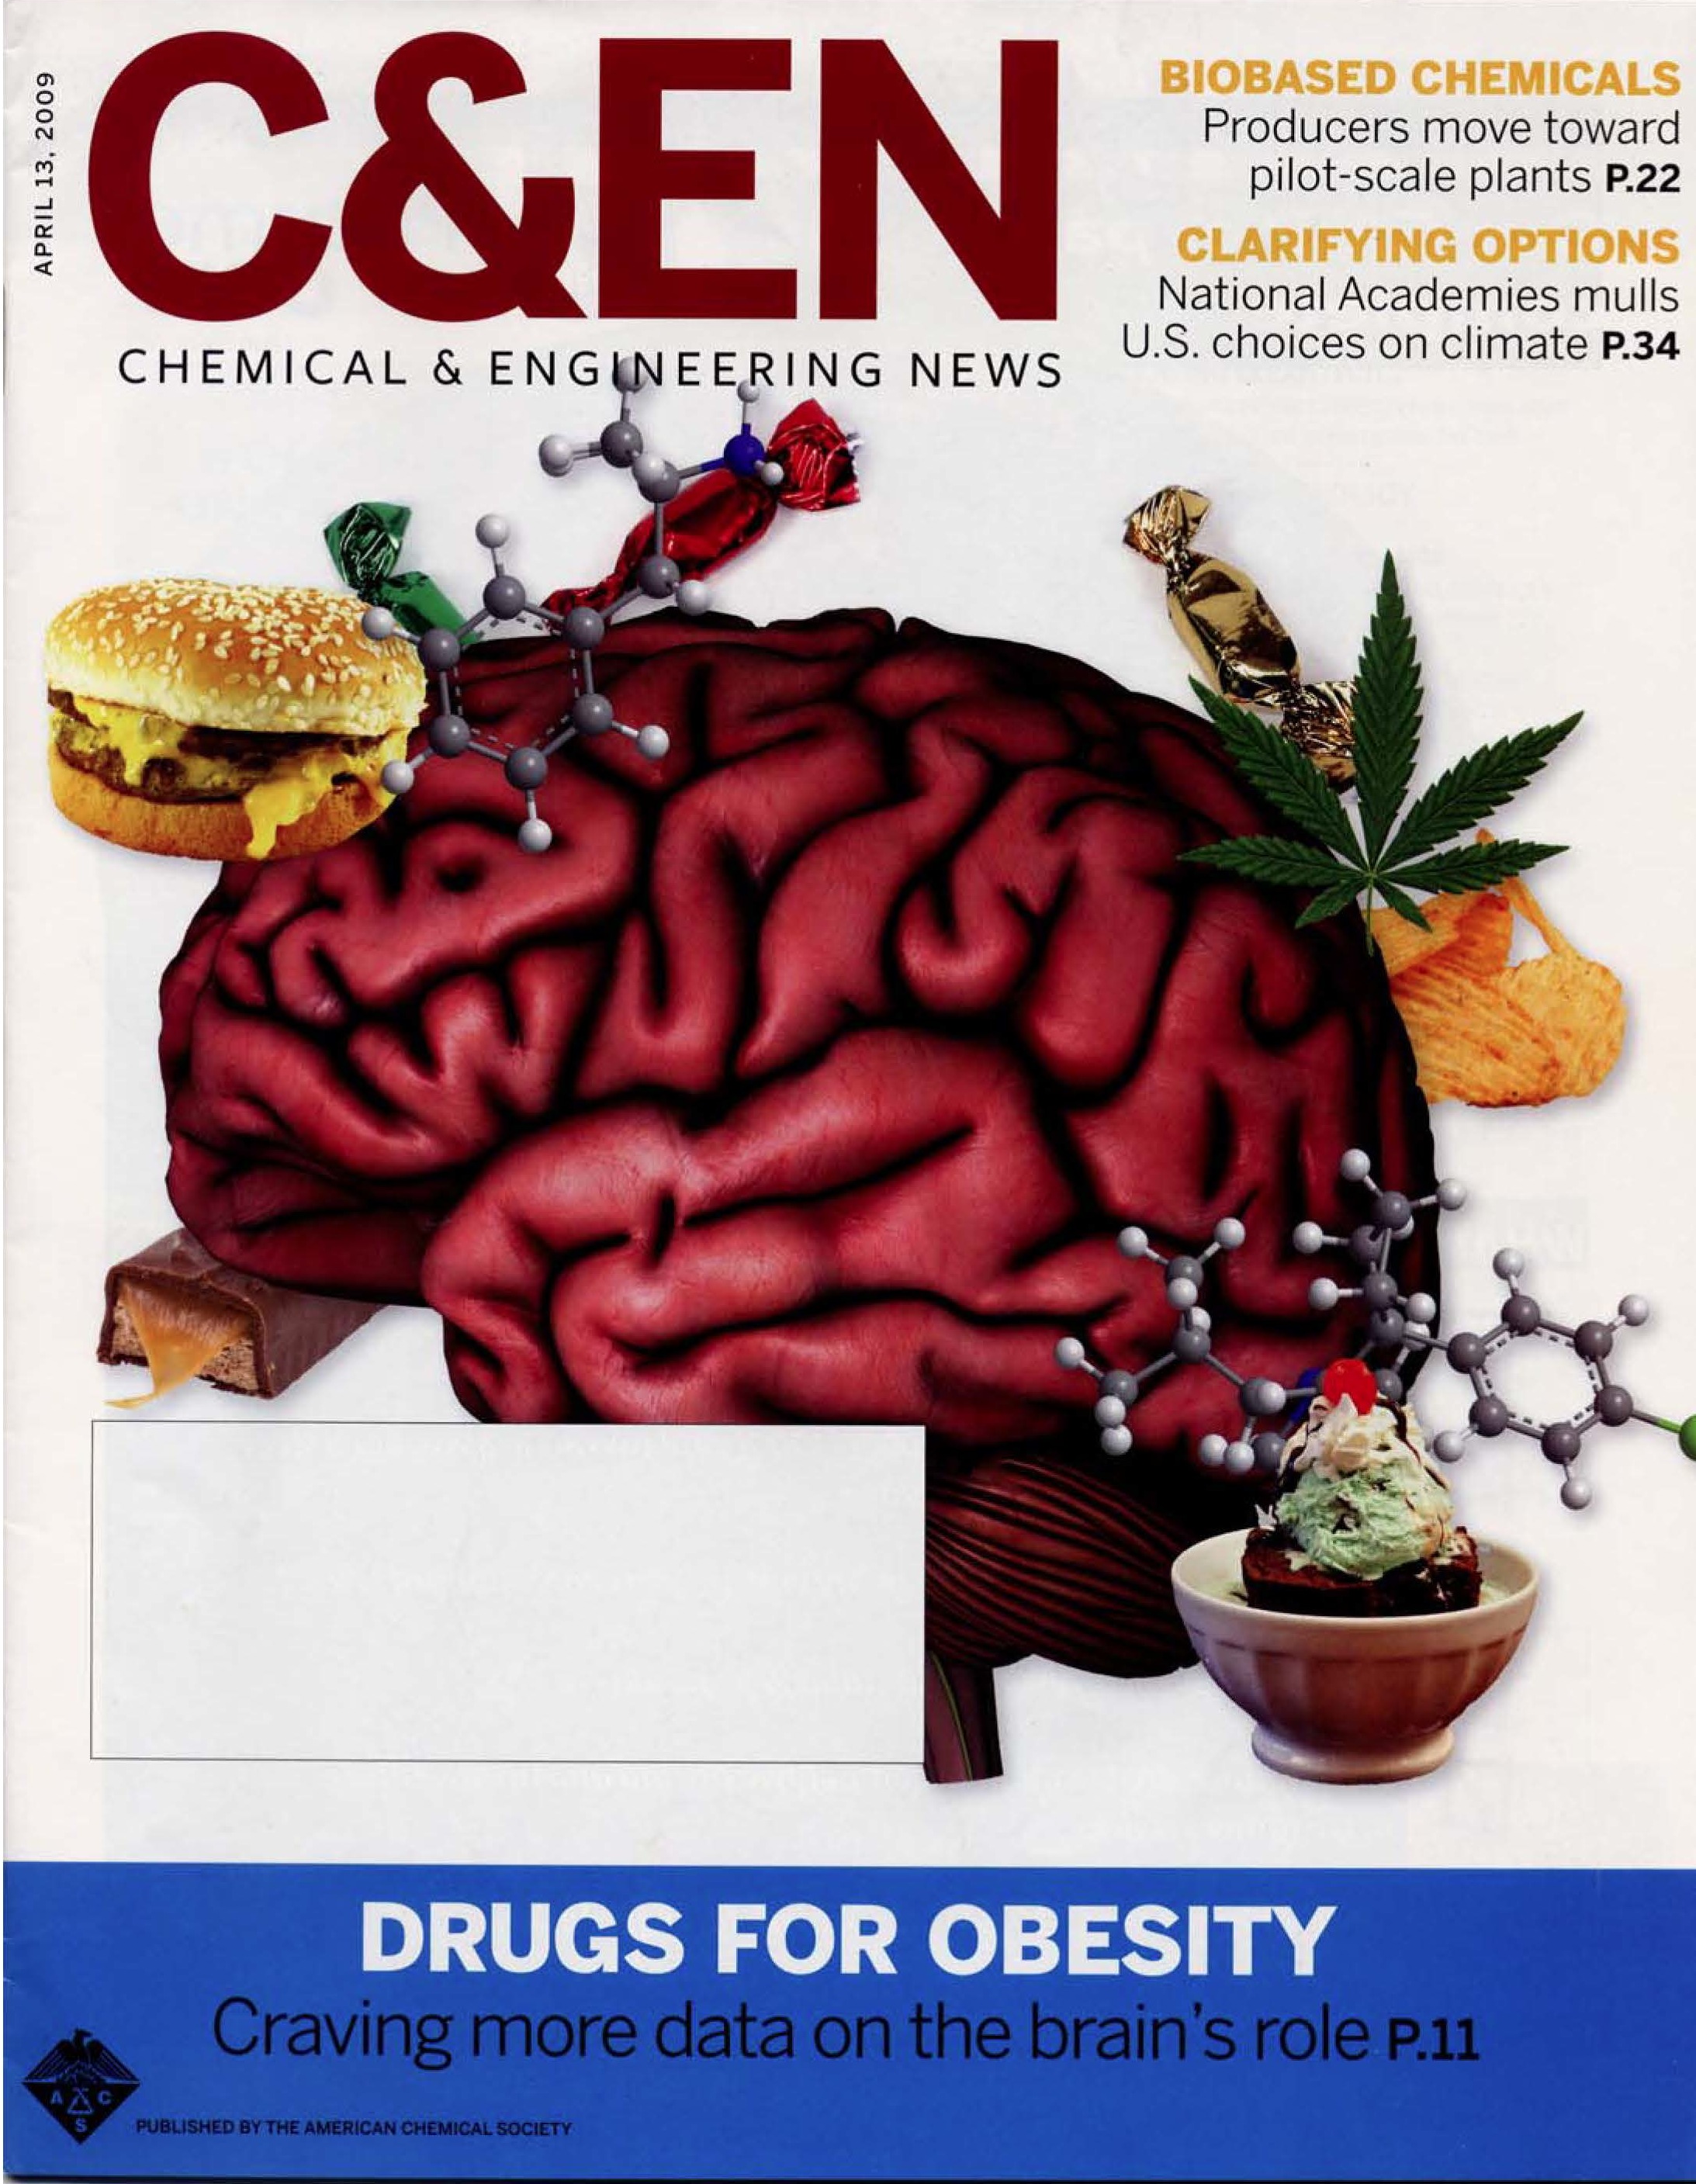 APRIL 13, 2009
C&EN
CHEMICAL & ENGINEERING NEWS
BIOBASED CHEMICALS
Producers move toward
pilot-scale plants P.22
CLARIFYING OPTIONS
National Academies mulls
U.S. choices on climate P.34
DRUGS FOR OBESITY
Craving more data on the brain's role P.11
A C
S
PUBLISHED BY THE AMERICAN CHEMICAL SOCIETY